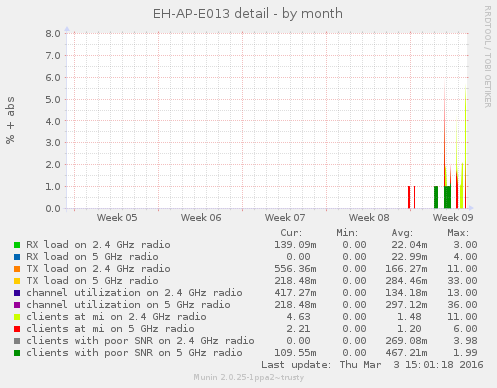 EH-AP-E013 detail - by month
RRDTOOL / TOBI OETIKER
% + abs
8.0
7.0
6.0
5.0
4.0
3.0
2.0
1.0
0.0
Week 05 Week 06 Week 07 Week 08 Week 09
Cur: Min: Avg: Max:
RX load on 2.4 GHz radio 139.09m 0.00 22.04m 3.00
RX load on 5 GHz radio 0.00 0.00 22.99m 4.00
TX load on 2.4 GHz radio 556.36m 0.00 166.27m 11.00
TX load on 5 GHz radio 218.48m 0.00 284.46m 33.00
channel utilization on 2.4 GHz radio 417.27m 0.00 134.18m 13.00
channel utilization on 5 GHz radio 218.48m 0.00 297.12m 36.00
clients at mi on 2.4 GHz radio 4.63 0.00 1.48 11.00
clients at mi on 5 GHz radio 2.21 0.00 1.20 6.00
clients with poor SNR on 2.4 GHz radio 0.00 0.00 269.08m 3.98
clients with poor SNR on 5 GHz radio 109.55m 0.00 467.21m 1.99
Last update: Thu Mar 3 15:01:18 2016
Munin 2.0.25-1ppa2~trusty